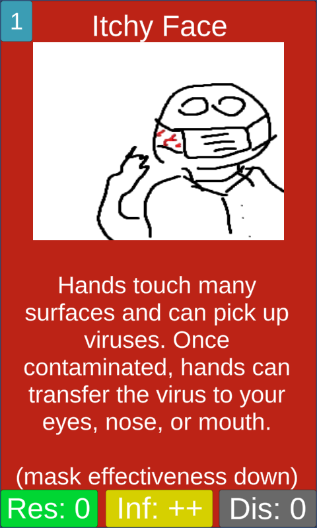 1
Itchy Face
Hands touch many
surfaces and can pick up
viruses. Once
contaminated, hands can
transfer the virus to your
eyes, nose, or mouth.
(mask effectiveness down)
Res: 0 Inf: ++ Dis: 0